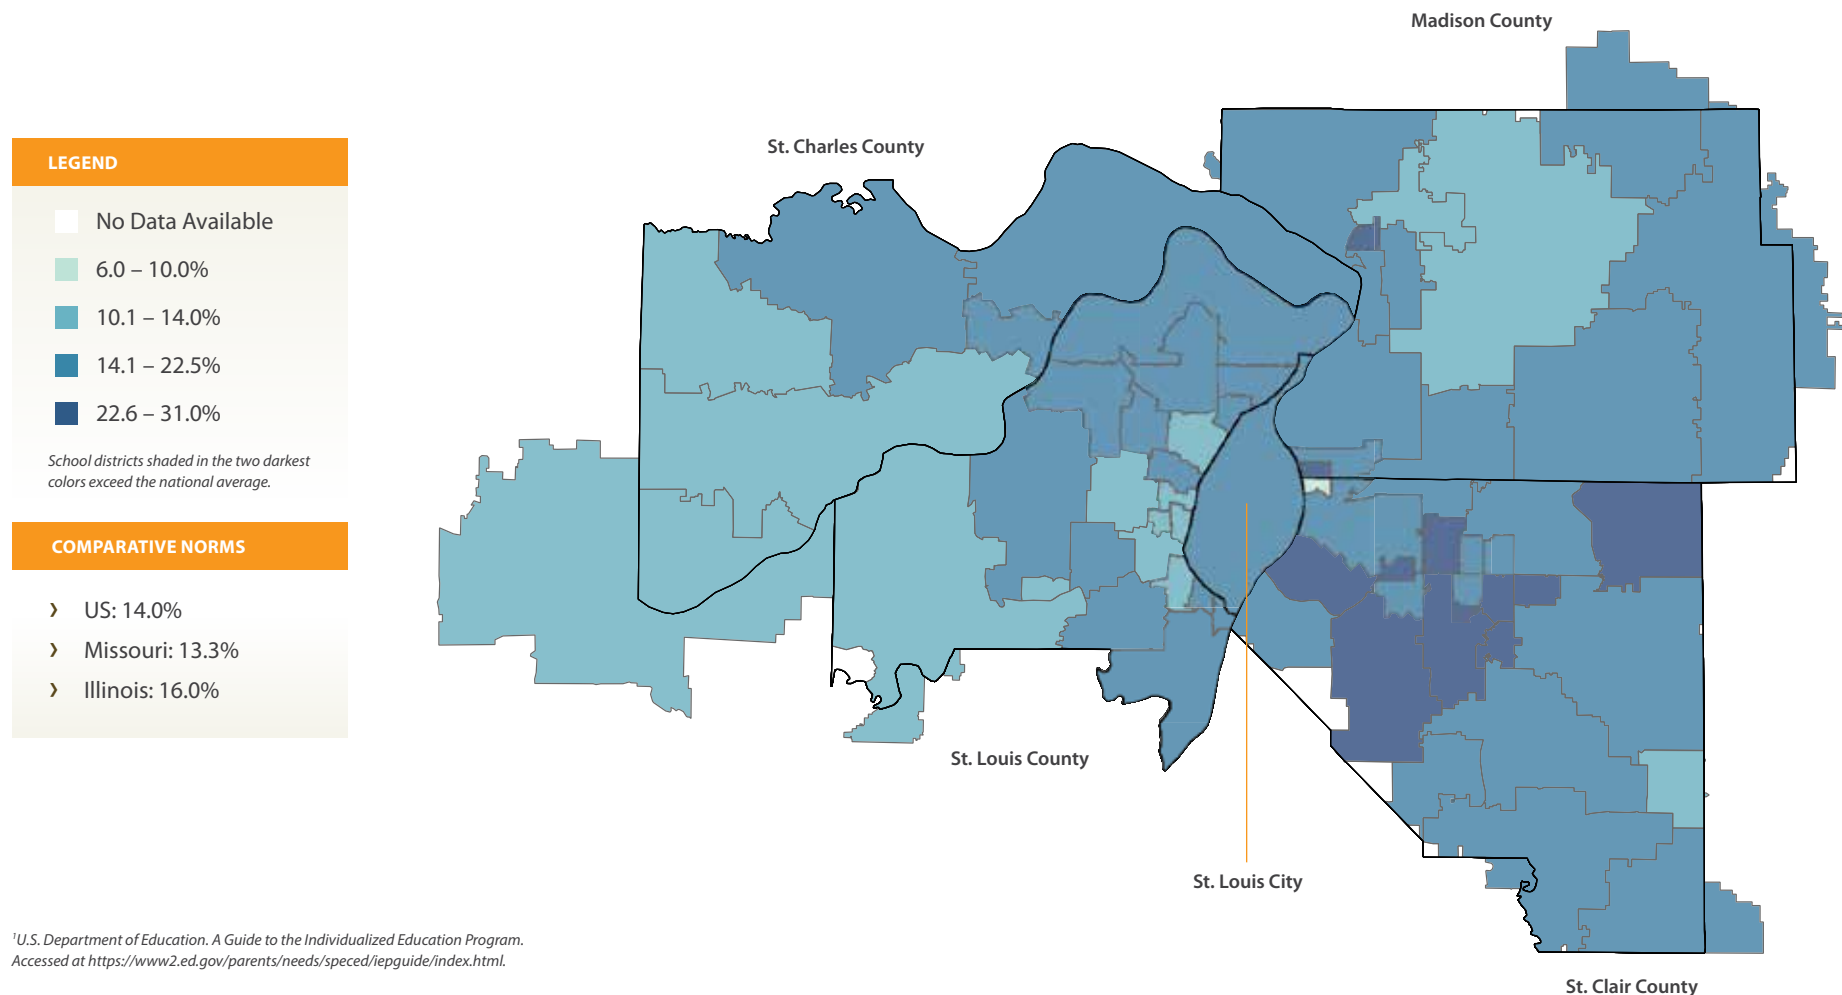 Madison County
St. Charles County
LEGEND
No Data Available
6.0 – 10.0%
10.1 – 14.0%
14.1 – 22.5%
22.6 – 31.0%
School districts shaded in the two darkest
colors exceed the national average.
COMPARATIVE NORMS
› US: 14.0%
› Missouri: 13.3%
› Illinois: 16.0%
St. Louis County
St. Louis City
St. Clair County
¹U.S. Department of Education. A Guide to the Individualized Education Program.
Accessed at https://www2.ed.gov/parents/needs/speced/iepguide/index.html.